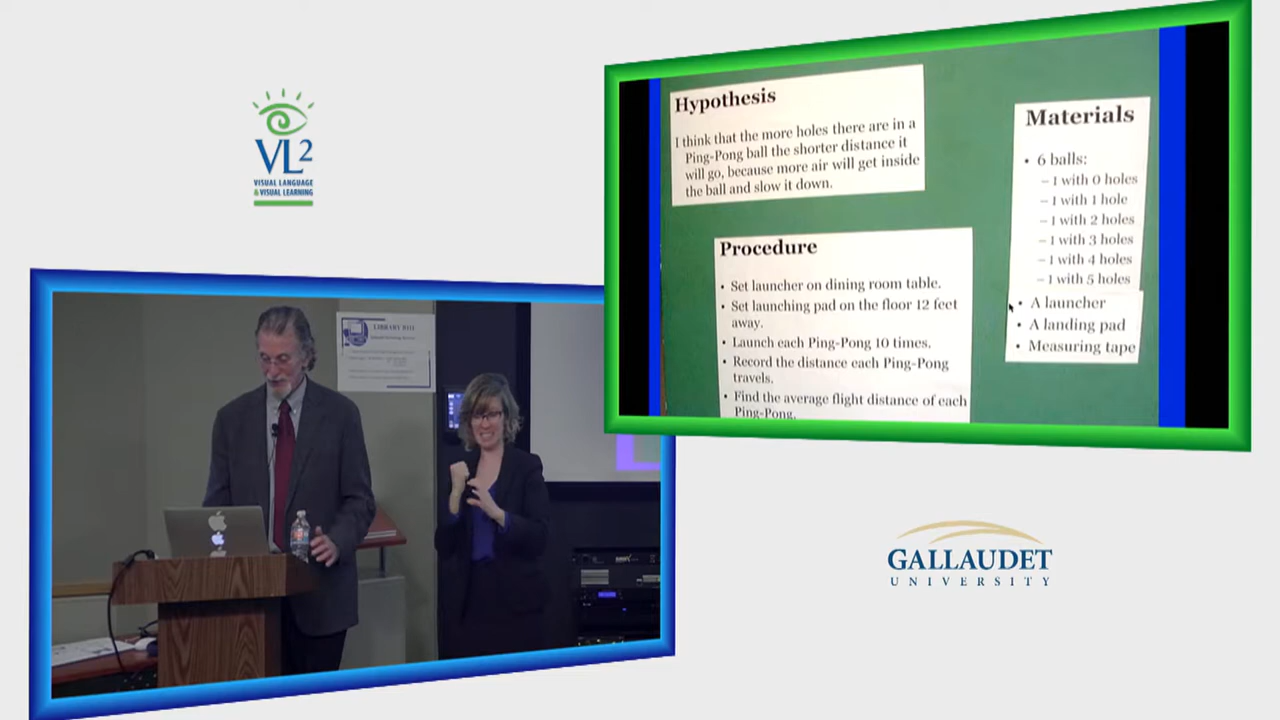 VL2
VISUAL LANGUAGE
& VISUAL LEARNING
Hypothesis
I think that the more holes there are in a
Ping-Pong ball the shorter distance it
will go, because more air will get inside
the ball and slow it down.
Procedure
• Set launcher on dining room table.
• Set launching pad on the floor 12 feet
away.
• Launch each Ping-Pong 10 times.
• Record the distance each Ping-Pong
travels.
• Find the average flight distance of each
Ping-Pong.
Materials
• 6 balls:
– 1 with 0 holes
– 1 with 1 hole
– 1 with 2 holes
– 1 with 3 holes
– 1 with 4 holes
– 1 with 5 holes
• A launcher
• A landing pad
• Measuring tape
GALLAUDET
UNIVERSITY